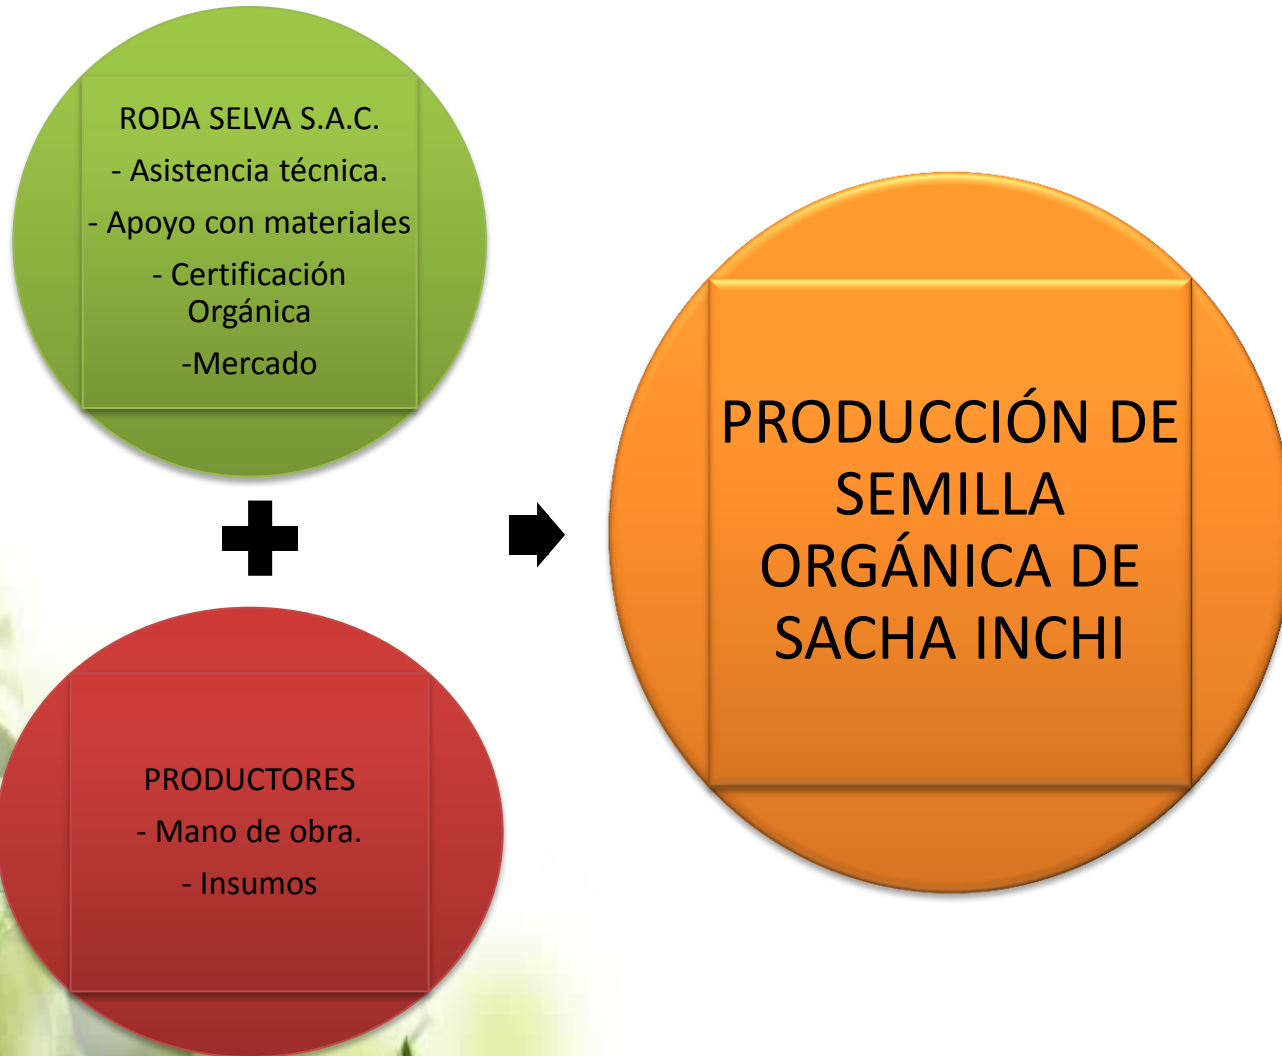 RODA SELVA S.A.C.
- Asistencia técnica.
- Apoyo con materiales
- Certificación
Orgánica
-Mercado
PRODUCTORES
- Mano de obra.
- Insumos
PRODUCCIÓN DE
SEMILLA
ORGÁNICA DE
SACHA INCHI